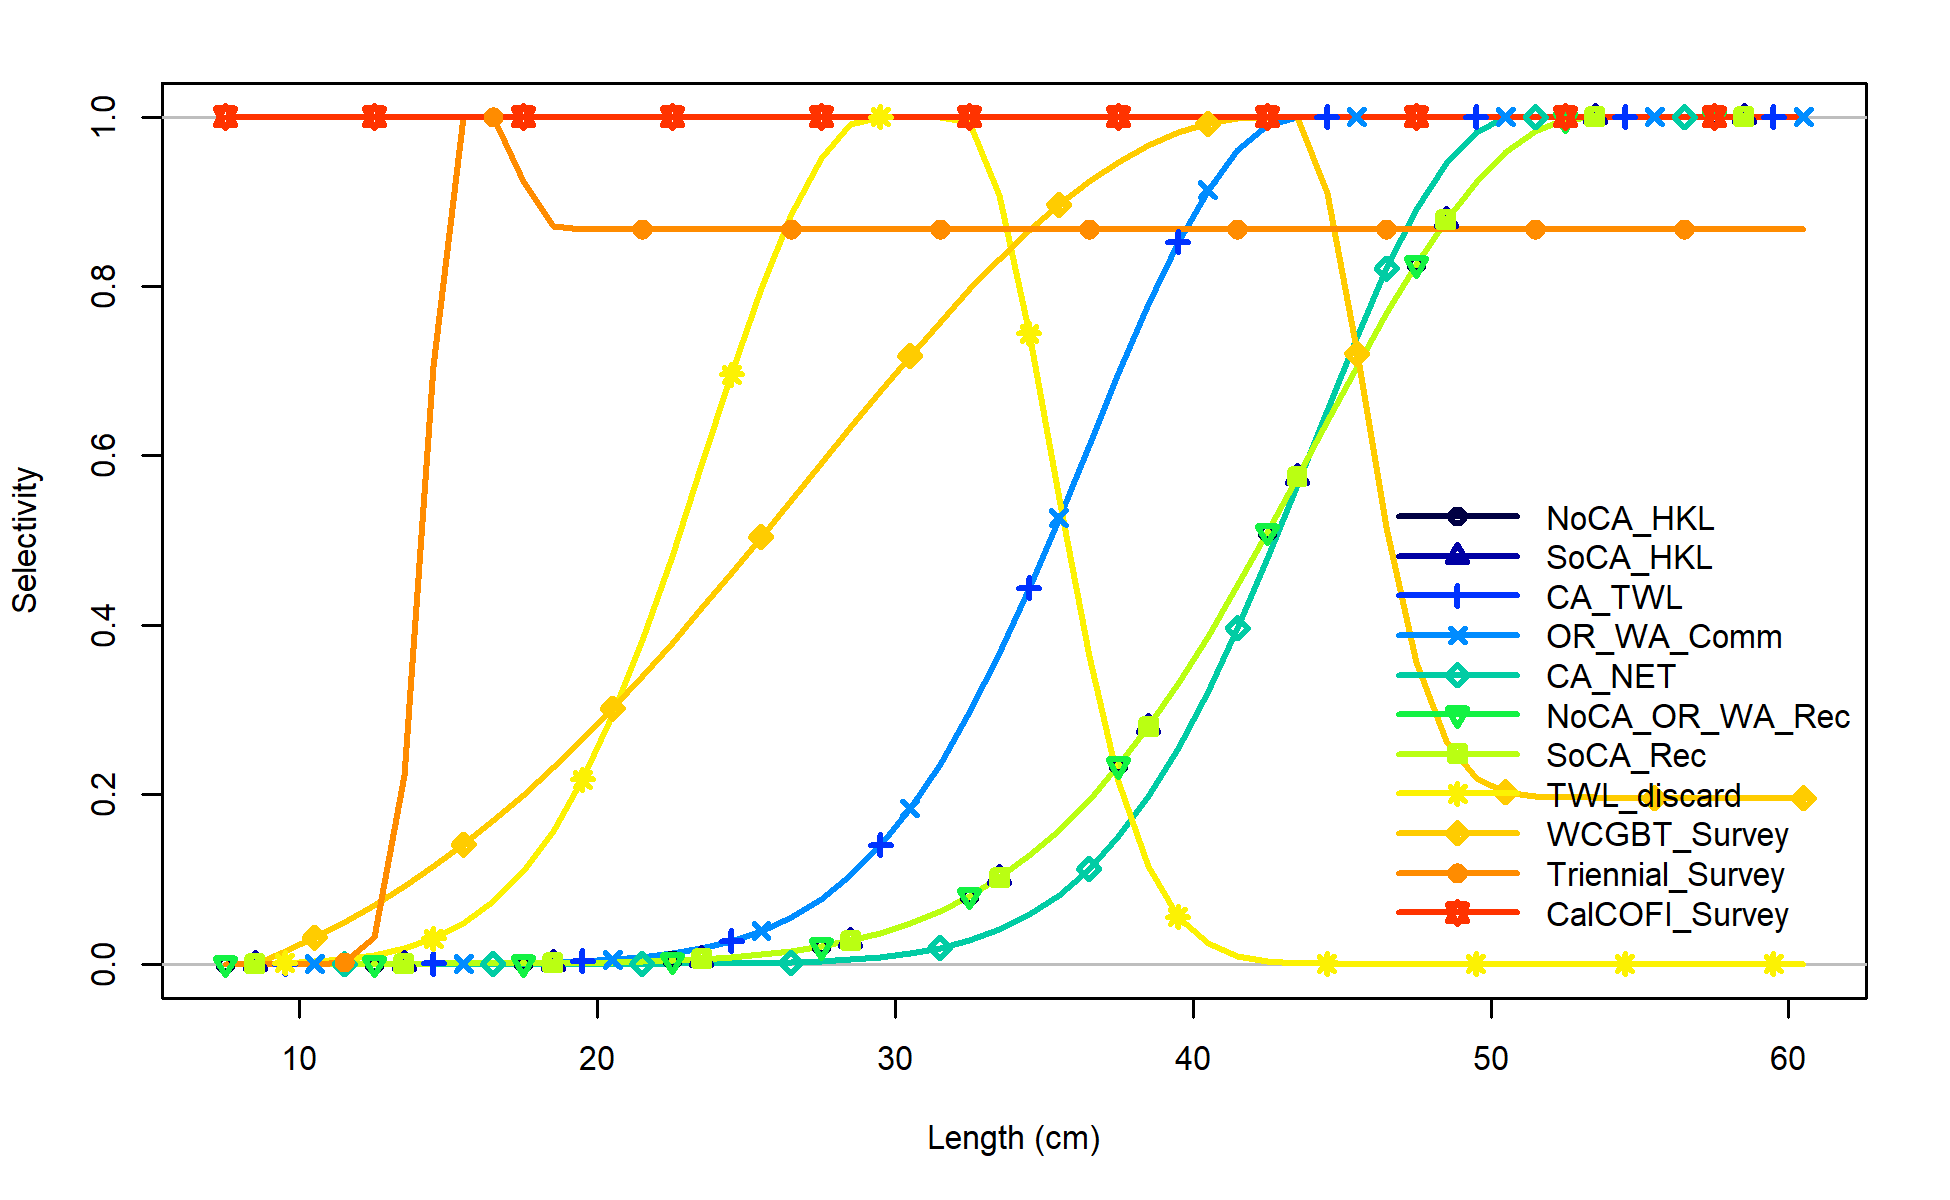 1.0
0.8
0.6
0.4
0.2
0.0
Selectivity
NoCA_HKL
SoCA_HKL
CA_TWL
OR_WA_Comm
CA_NET
NoCA_OR_WA_Rec
SoCA_Rec
TWL_discard
WCGBT_Survey
Triennial_Survey
CalCOFI_Survey
10 20 30 40 50 60
Length (cm)